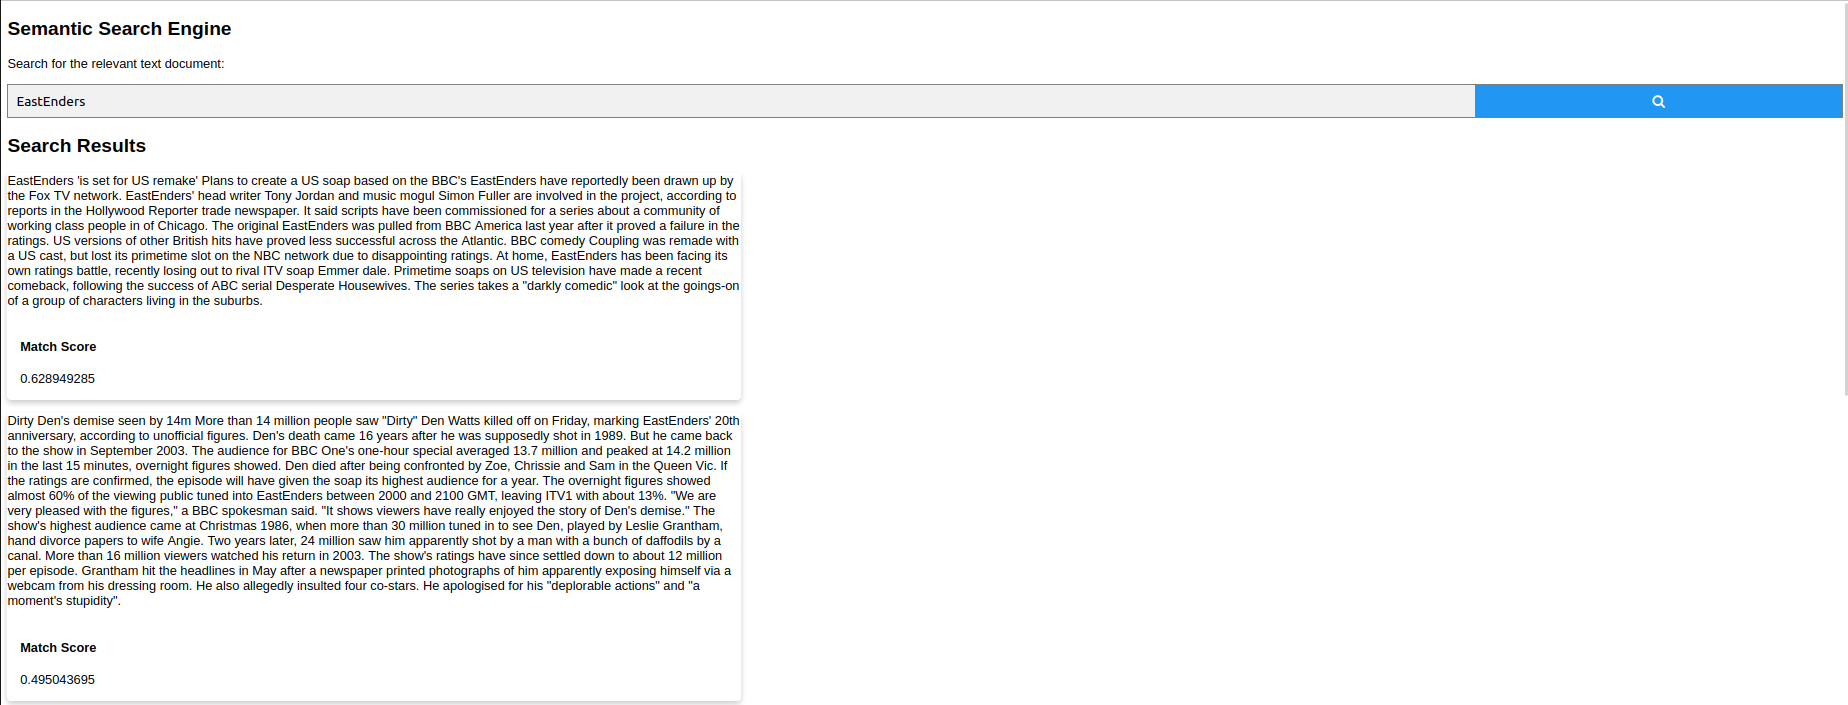 Semantic Search Engine
Search for the relevant text document:
EastEnders
Search Results
EastEnders 'is set for US remake' Plans to create a US soap based on the BBC's EastEnders have reportedly been drawn up by
the Fox TV network. EastEnders' head writer Tony Jordan and music mogul Simon Fuller are involved in the project, according to
reports in the Hollywood Reporter trade newspaper. It said scripts have been commissioned for a series about a community of
working class people in of Chicago. The original EastEnders was pulled from BBC America last year after it proved a failure in the
ratings. US versions of other British hits have proved less successful across the Atlantic. BBC comedy Coupling was remade with
a US cast, but lost its primetime slot on the NBC network due to disappointing ratings. At home, EastEnders has been facing its
own ratings battle, recently losing out to rival ITV soap Emmer dale. Primetime soaps on US television have made a recent
comeback, following the success of ABC serial Desperate Housewives. The series takes a "darkly comedic" look at the goings-on
of a group of characters living in the suburbs.
Match Score
0.628949285
Dirty Den's demise seen by 14m More than 14 million people saw "Dirty" Den Watts killed off on Friday, marking EastEnders' 20th
anniversary, according to unofficial figures. Den's death came 16 years after he was supposedly shot in 1989. But he came back
to the show in September 2003. The audience for BBC One's one-hour special averaged 13.7 million and peaked at 14.2 million
in the last 15 minutes, overnight figures showed. Den died after being confronted by Zoe, Chrissie and Sam in the Queen Vic. If
the ratings are confirmed, the episode will have given the soap its highest audience for a year. The overnight figures showed
almost 60% of the viewing public tuned into EastEnders between 2000 and 2100 GMT, leaving ITV1 with about 13%. "We are
very pleased with the figures," a BBC spokesman said. "It shows viewers have really enjoyed the story of Den's demise." The
show's highest audience came at Christmas 1986, when more than 30 million tuned in to see Den, played by Leslie Grantham,
hand divorce papers to wife Angie. Two years later, 24 million saw him apparently shot by a man with a bunch of daffodils by a
canal. More than 16 million viewers watched his return in 2003. The show's ratings have since settled down to about 12 million
per episode. Grantham hit the headlines in May after a newspaper printed photographs of him apparently exposing himself via a
webcam from his dressing room. He also allegedly insulted four co-stars. He apologised for his "deplorable actions" and "a
moment's stupidity".
Match Score
0.495043695